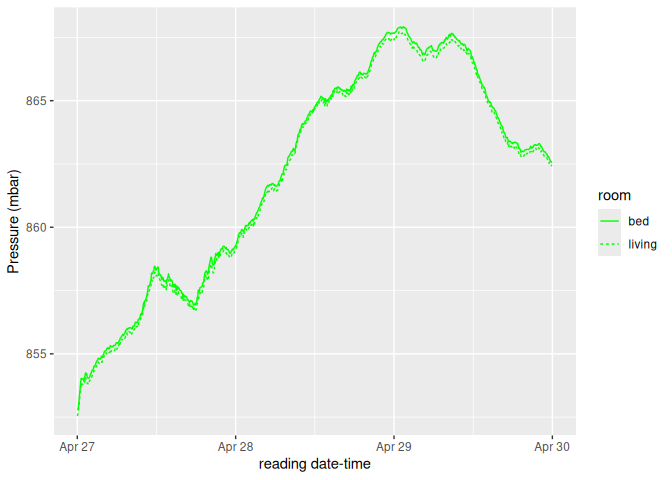 Pressure (mbar)
865
860
855
Apr 27
Apr 28
Apr 29
Apr 30
reading date-time
room
bed
living